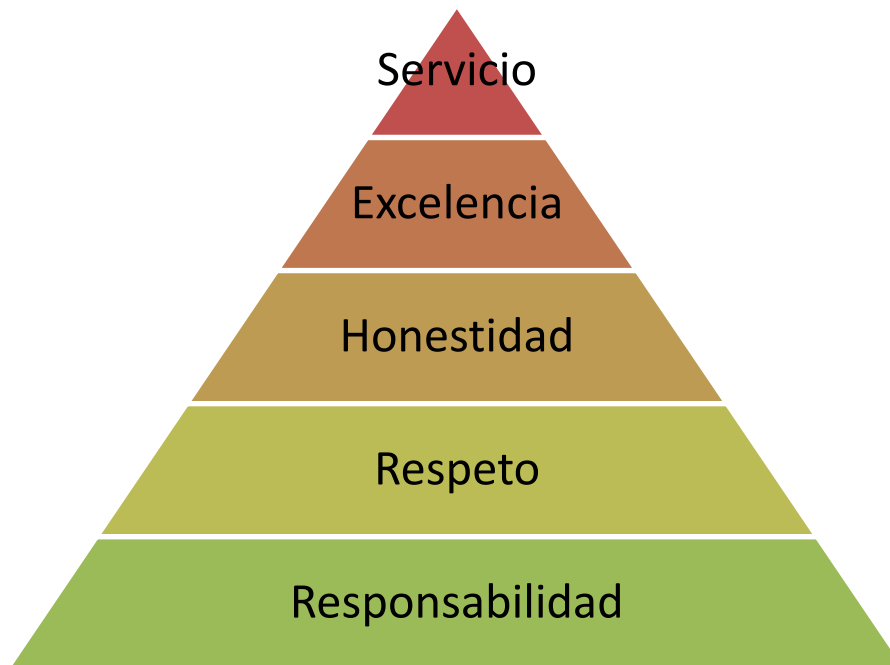 Servicio
Excelencia
Honestidad
Respeto
Responsabilidad